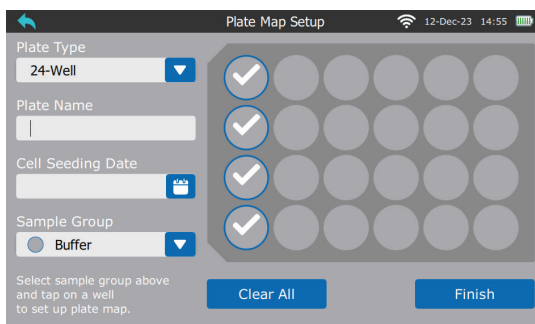 Plate Map Setup
12-Dec-23 14:55
Plate Type
24-Well
Plate Name
Cell Seeding Date
Sample Group
Buffer
Select sample group above
and tap on a well
to set up plate map.
Clear All
Finish